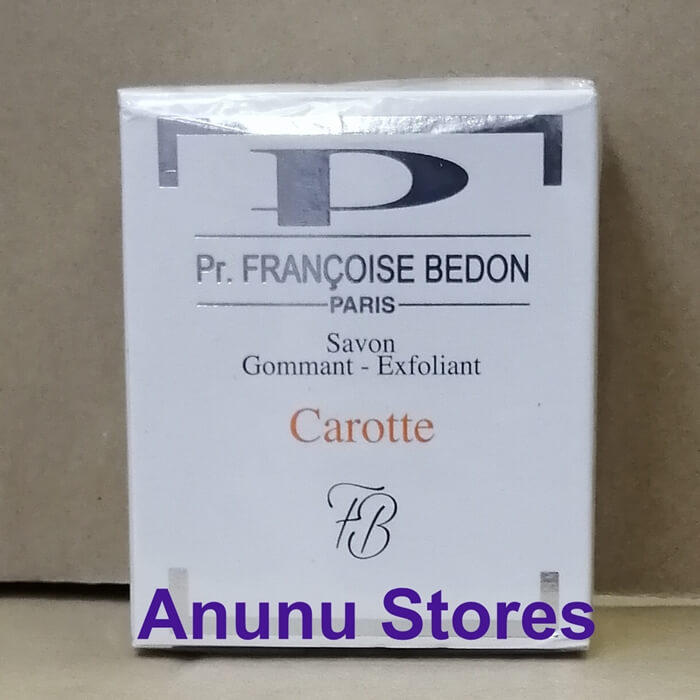 P
Pr. FRANÇOISE BEDON
PARIS
Savon
Gommant - Exfoliant
Carotte
FB
Anunu Stores